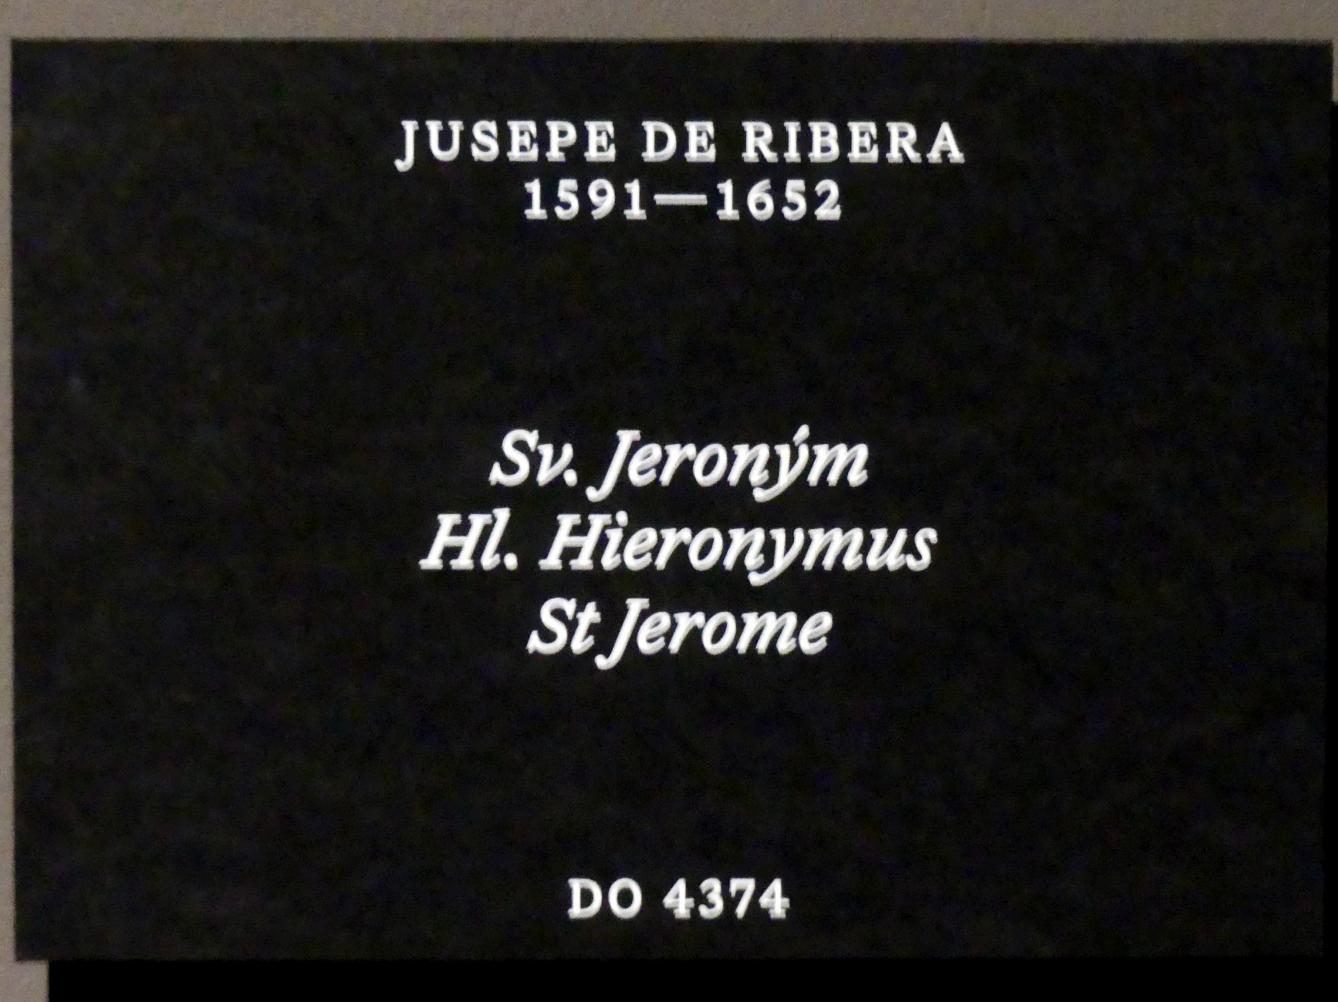 JUSEPE DE RIBERA
1591—1652
Sv. Jeroným
Hl. Hieronymus
St Jerome
DO 4374